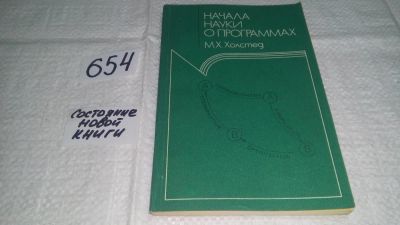 654
Состояние
новой
книги
НАЧАЛА
НАУКИ
О ПРОГРАММАХ
М.Х. Холстед
A
A
B
B